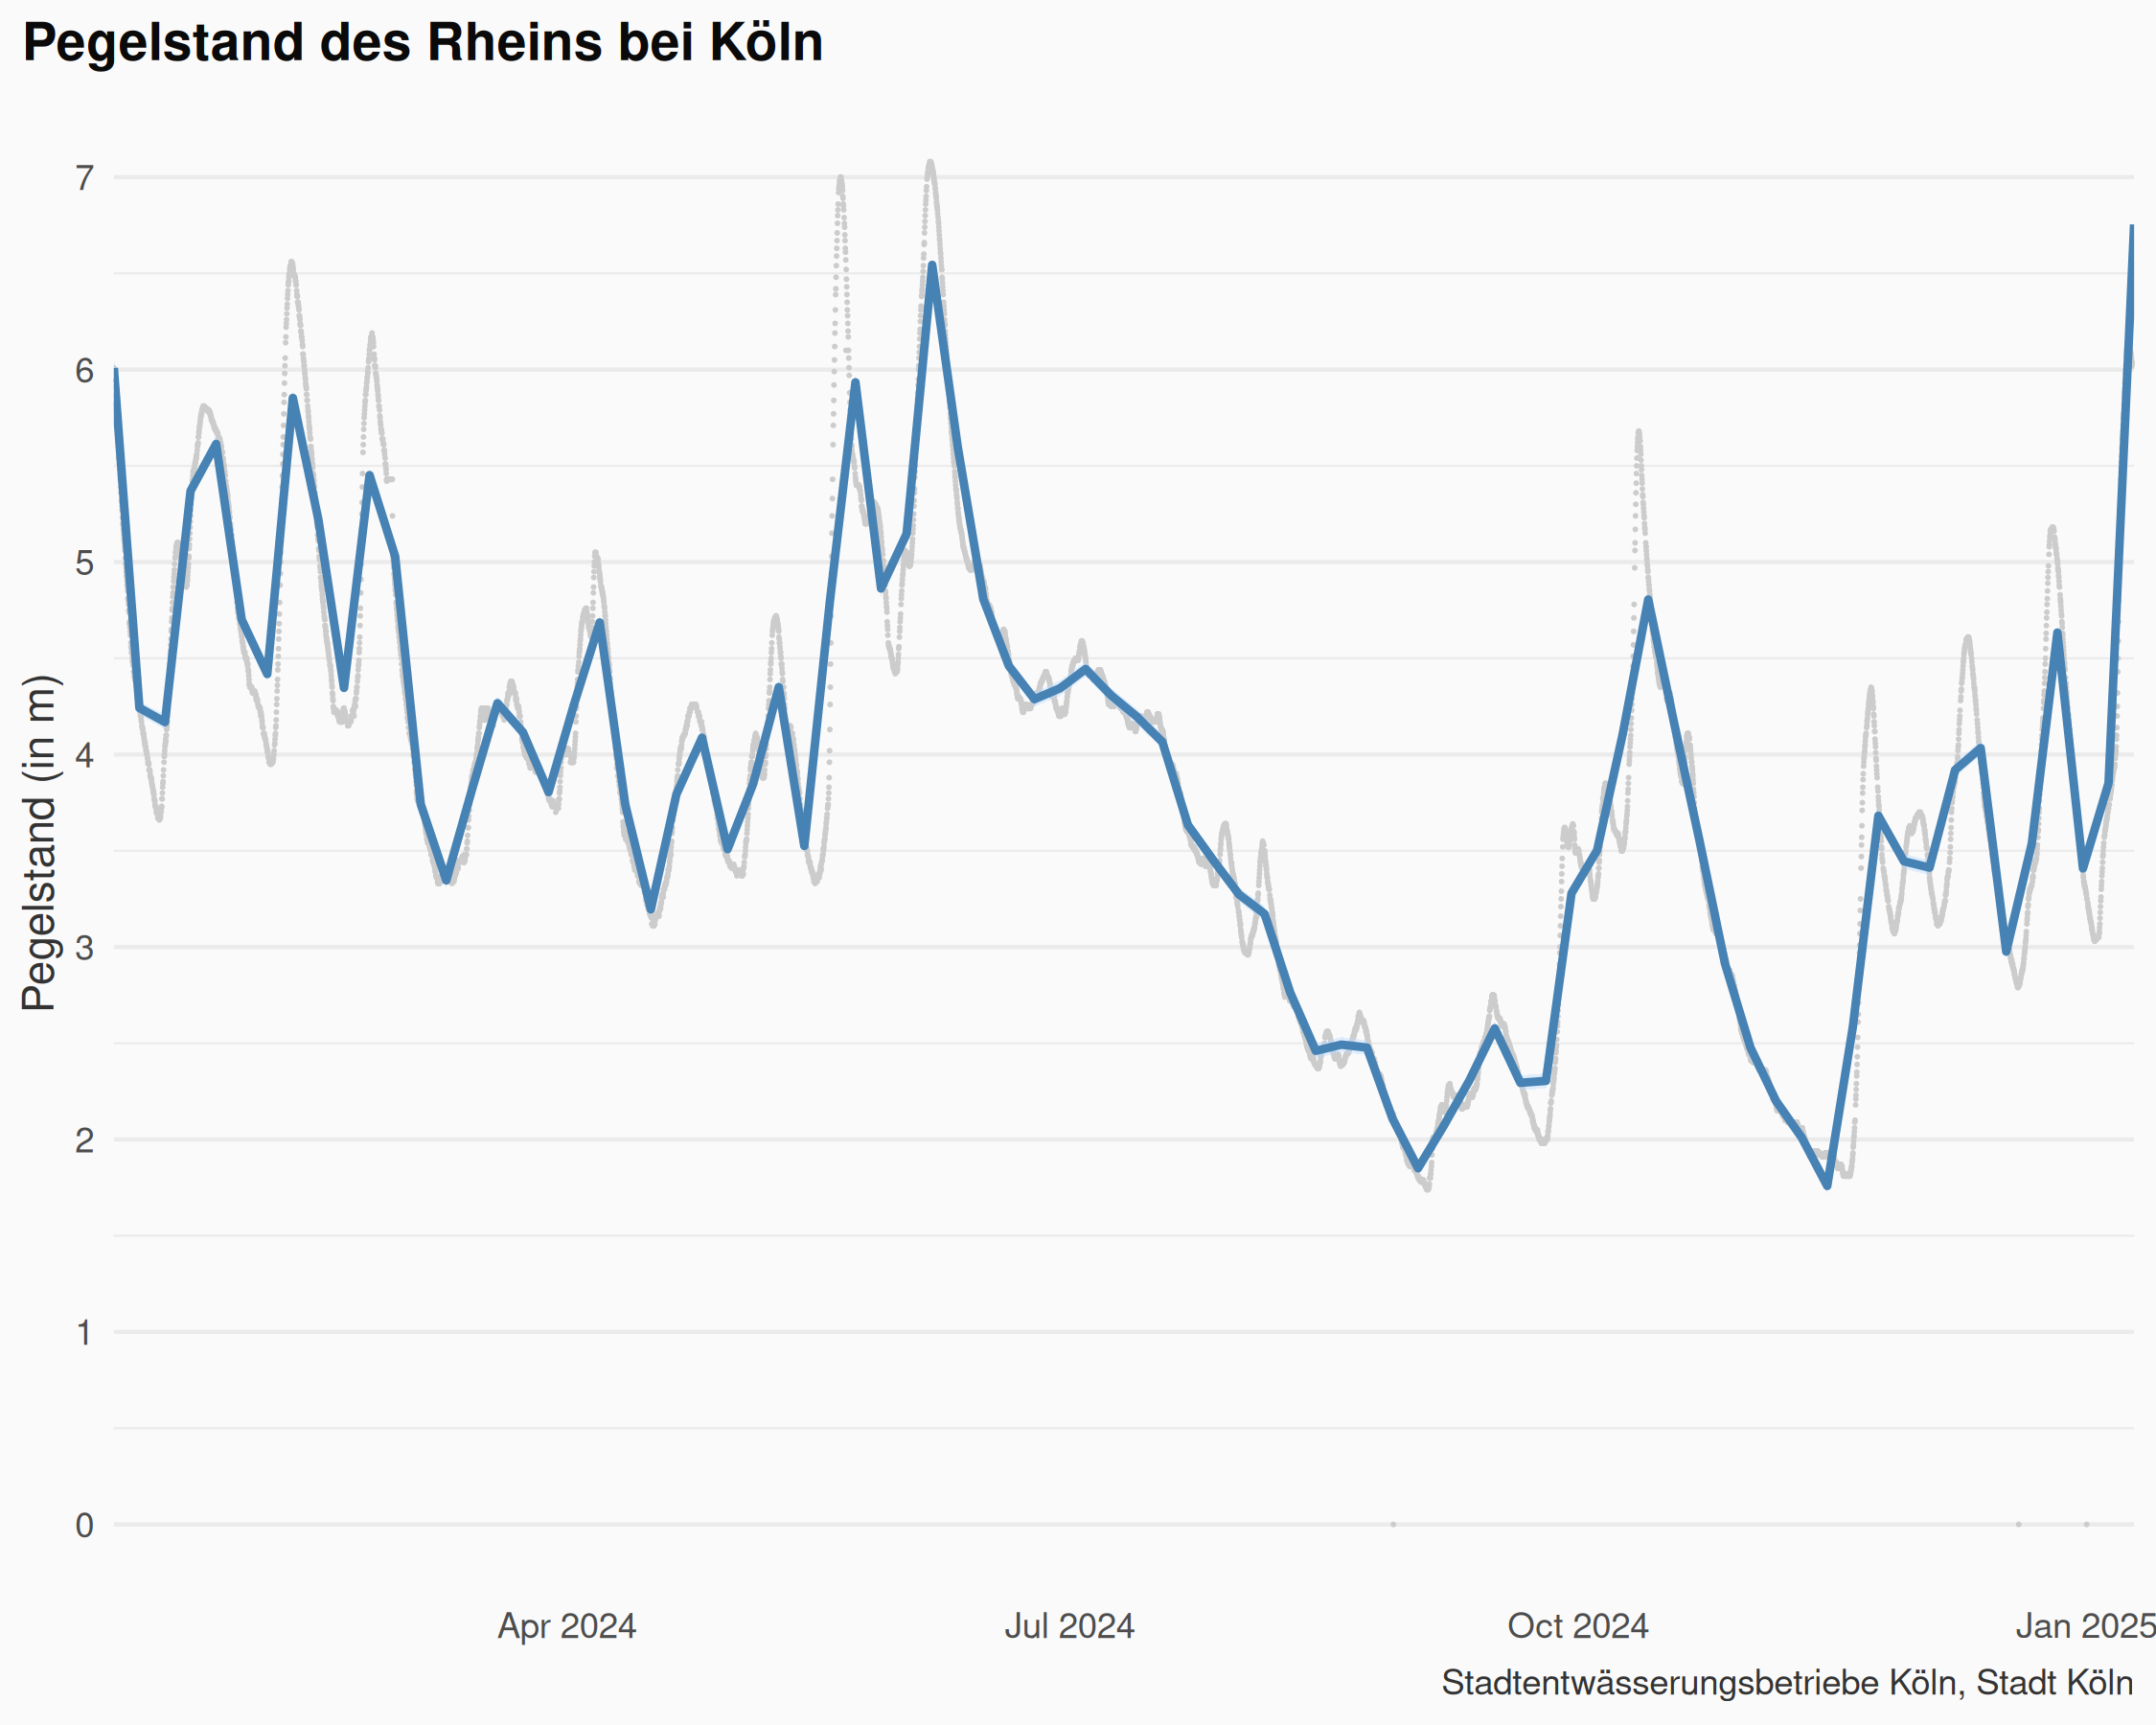 Pegelstand des Rheins bei Köln
Pegelstand (in m)
7
6
5
4
3
2
1
0
Apr 2024 Jul 2024 Oct 2024 Jan 2025
Stadtentwässerungsbetriebe Köln, Stadt Köln